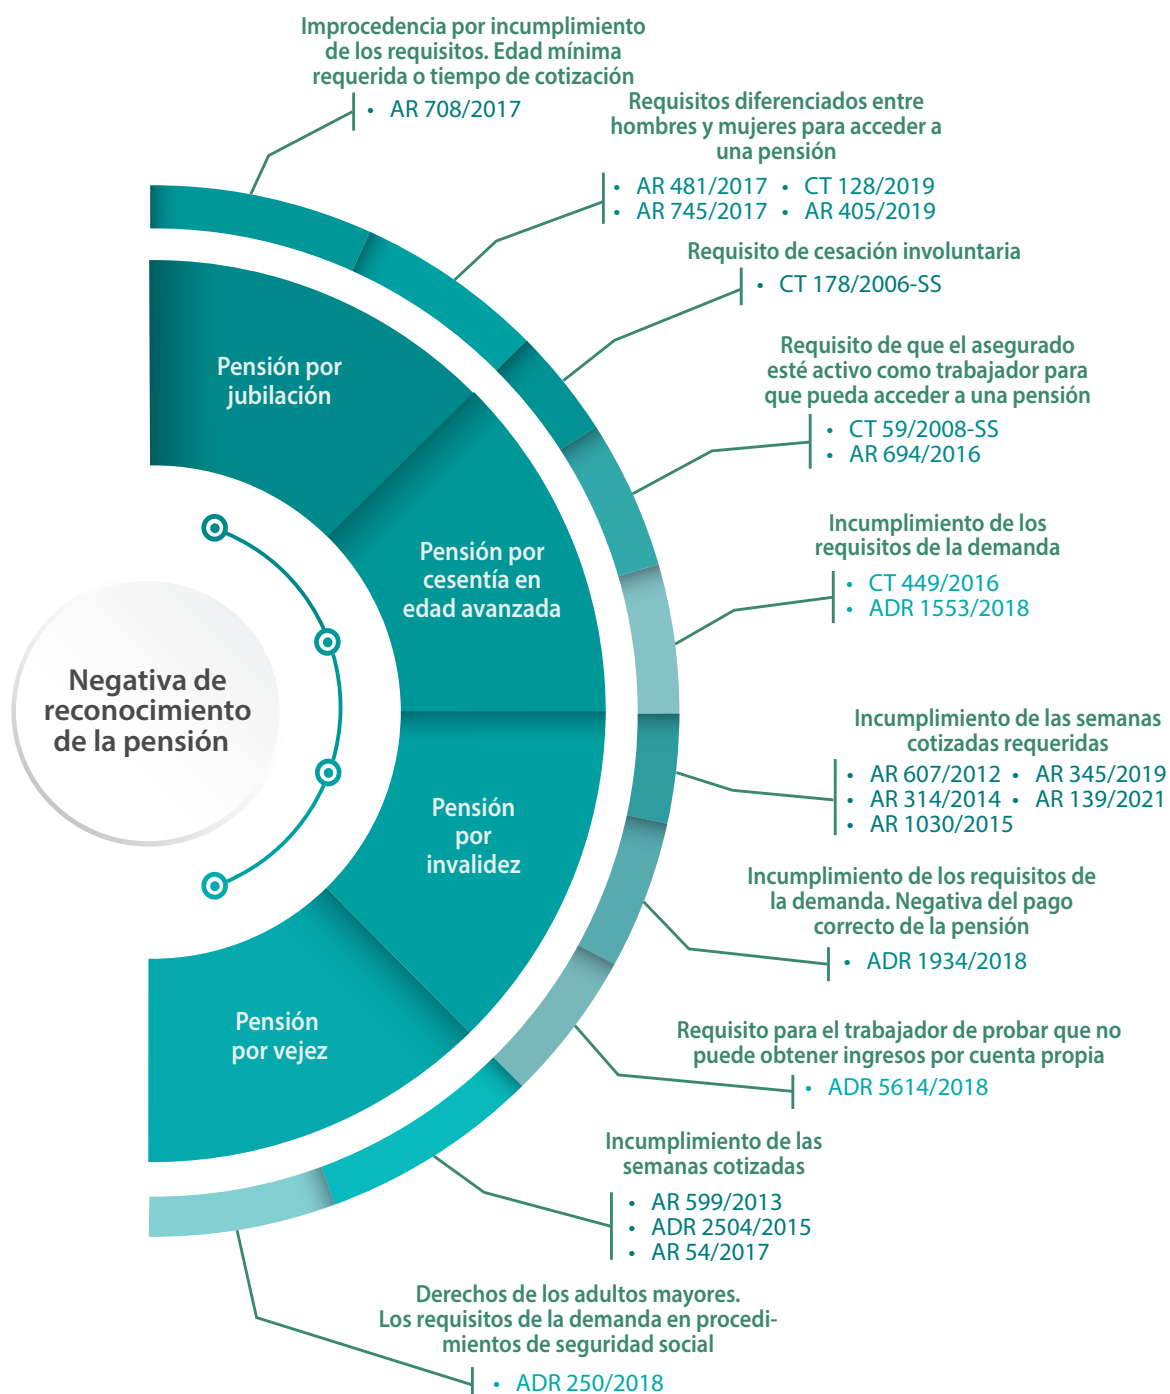 Improcedencia por incumplimiento
de los requisitos. Edad mínima
requerida o tiempo de cotización
• AR 708/2017
Requisitos diferenciados entre
hombres y mujeres para acceder a
una pensión
• AR 481/2017 • CT 128/2019
• AR 745/2017 • AR 405/2019
Requisito de cesación involuntaria
• CT 178/2006-SS
Requisito de que el asegurado
esté activo como trabajador para
que pueda acceder a una pensión
• CT 59/2008-SS
• AR 694/2016
Incumplimiento de los
requisitos de la demanda
• CT 449/2016
• ADR 1553/2018
Incumplimiento de las semanas
cotizadas requeridas
• AR 607/2012 • AR 345/2019
• AR 314/2014 • AR 139/2021
• AR 1030/2015
Incumplimiento de los requisitos de
la demanda. Negativa del pago
correcto de la pensión
• ADR 1934/2018
Requisito para el trabajador de probar que no
puede obtener ingresos por cuenta propia
• ADR 5614/2018
Incumplimiento de las
semanas cotizadas
• AR 599/2013
• ADR 2504/2015
• AR 54/2017
Derechos de los adultos mayores.
Los requisitos de la demanda en procedi-
mientos de seguridad social
• ADR 250/2018
Pensión por
jubilación
Pensión por
cesentía en
edad avanzada
Pensión
por
invalidez
Pensión
por vejez
Negativa de
reconocimiento
de la pensión